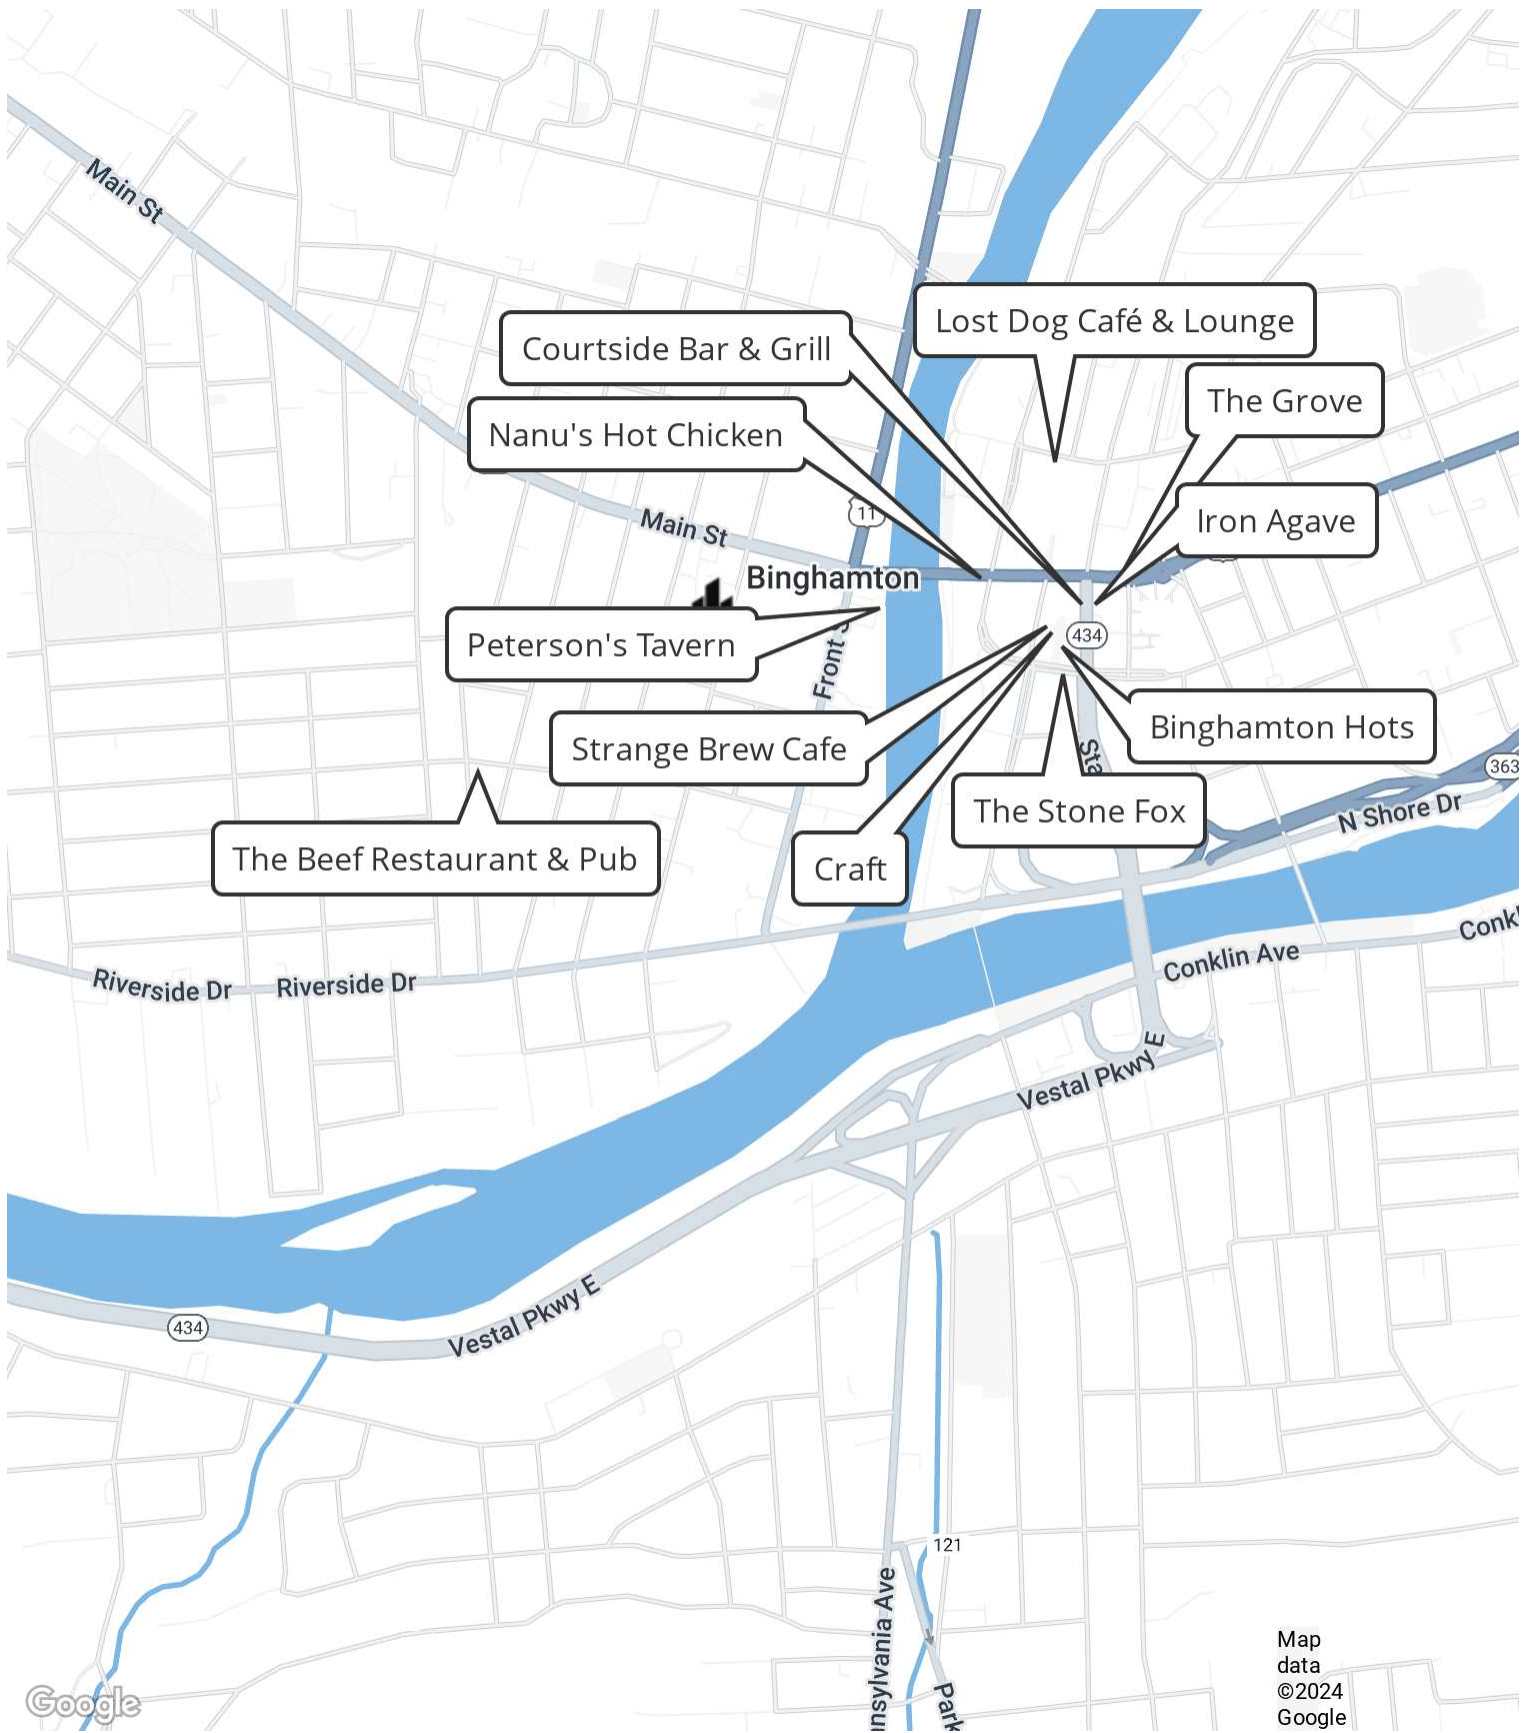 Main St
Lost Dog Café & Lounge
Courtside Bar & Grill
The Grove
Nanu's Hot Chicken
Iron Agave
11
Main St
Binghamton
434
Peterson's Tavern
Front
Binghamton Hots
Strange Brew Cafe
363
The Stone Fox
N Shore Dr
The Beef Restaurant & Pub
Craft
Conklin Ave
Riverside Dr
Riverside Dr
Vestal Pkwy E
Vestal Pkwy E
434
121
Map
data
©2024
Google
Google